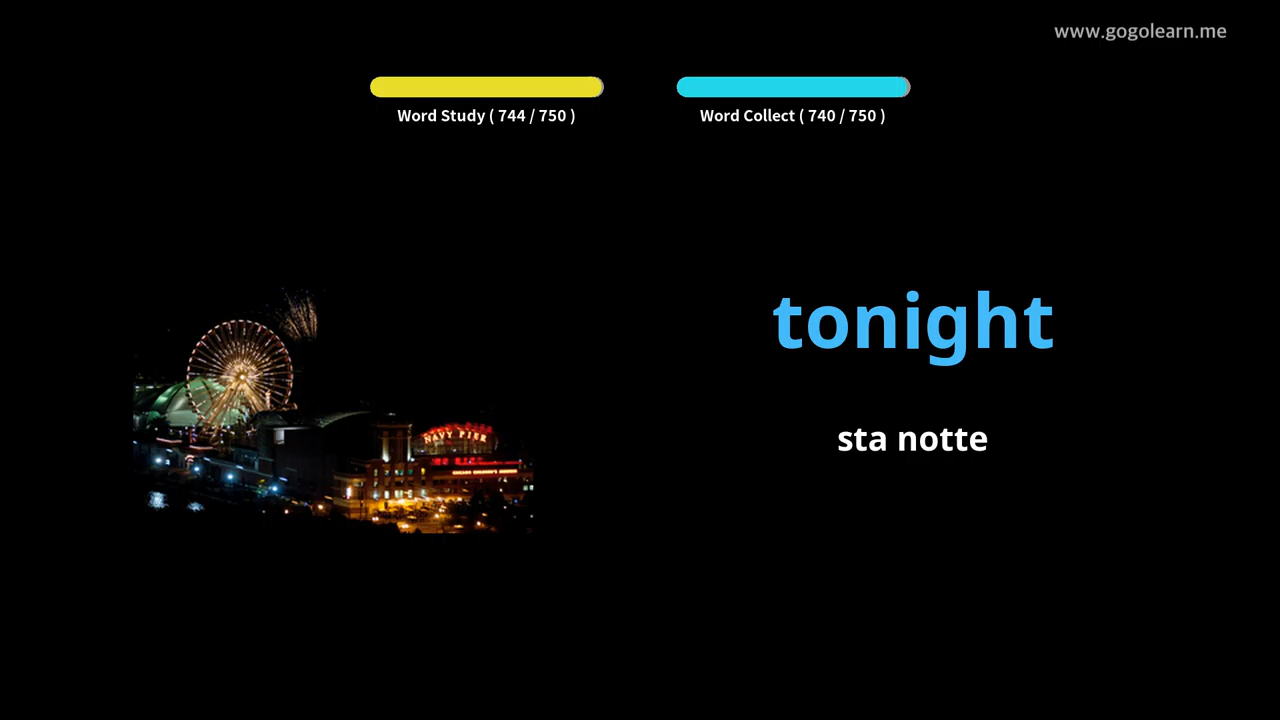 www.gogolearn.me
Word Study ( 744 / 750 )
Word Collect ( 740 / 750 )
tonight
sta notte
NAVY PIER